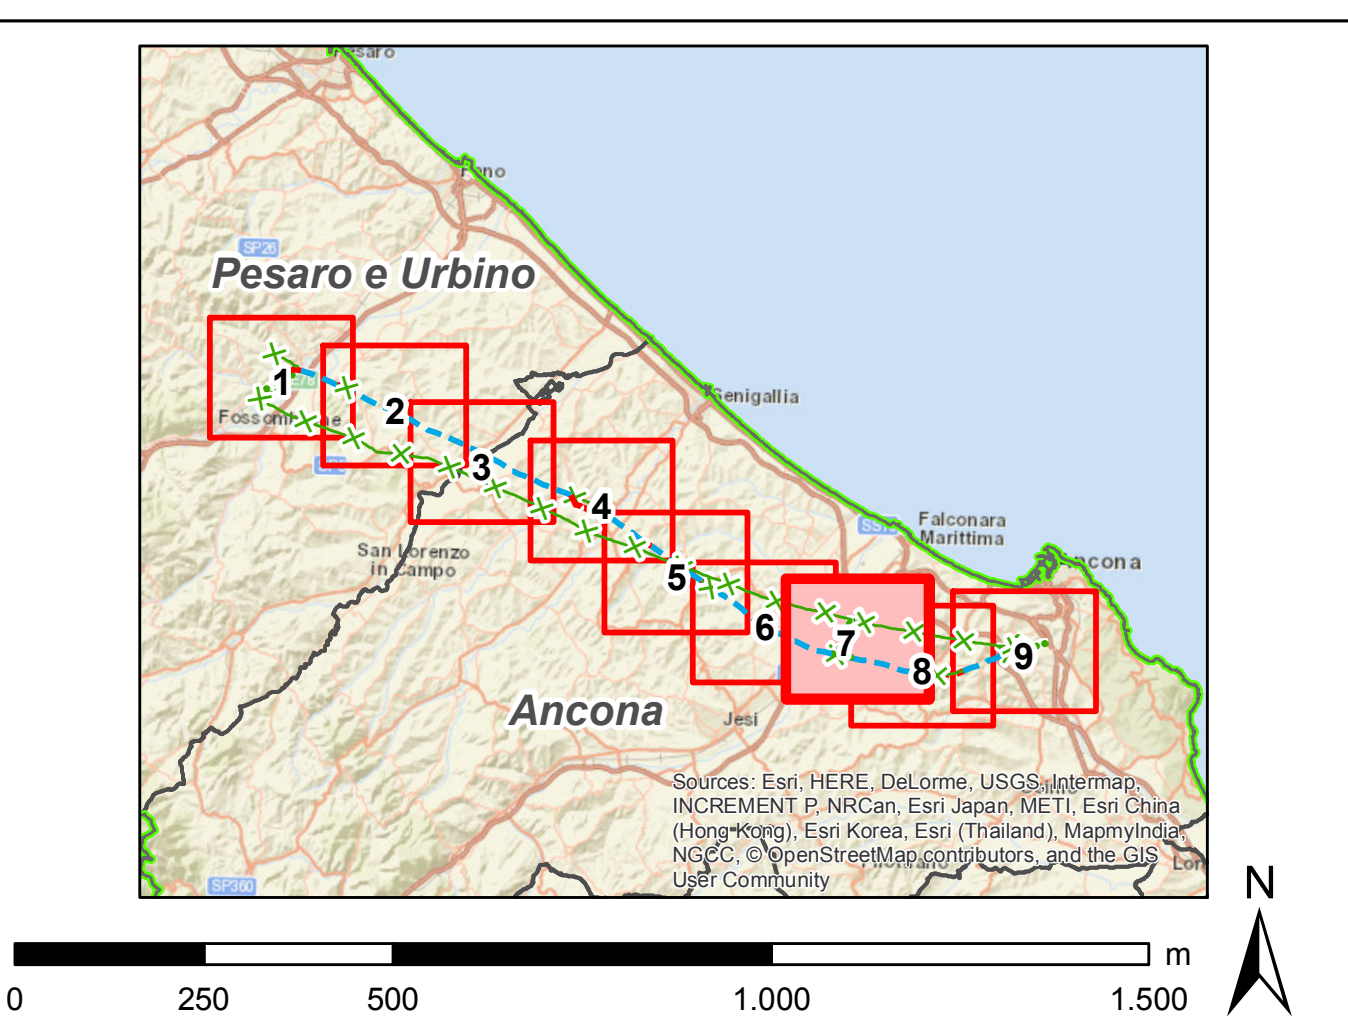 Fano
SP26
Pesaro e Urbino
1
E78
2
Senigallia
3
4
San Lorenzo
in Campo
Falconara
Marittima
Ancona
5
6
7
8
9
Ancona
Jesi
Sources: Esri, HERE, DeLorme, USGS, Intermap,
INCREMENT P, NRCan, Esri Japan, METI, Esri China
(Hong Kong), Esri Korea, Esri (Thailand), MapmyIndia,
NGCC, © OpenStreetMap contributors, and the GIS
User Community
SP360
N
m
0 250 500 1.000 1.500